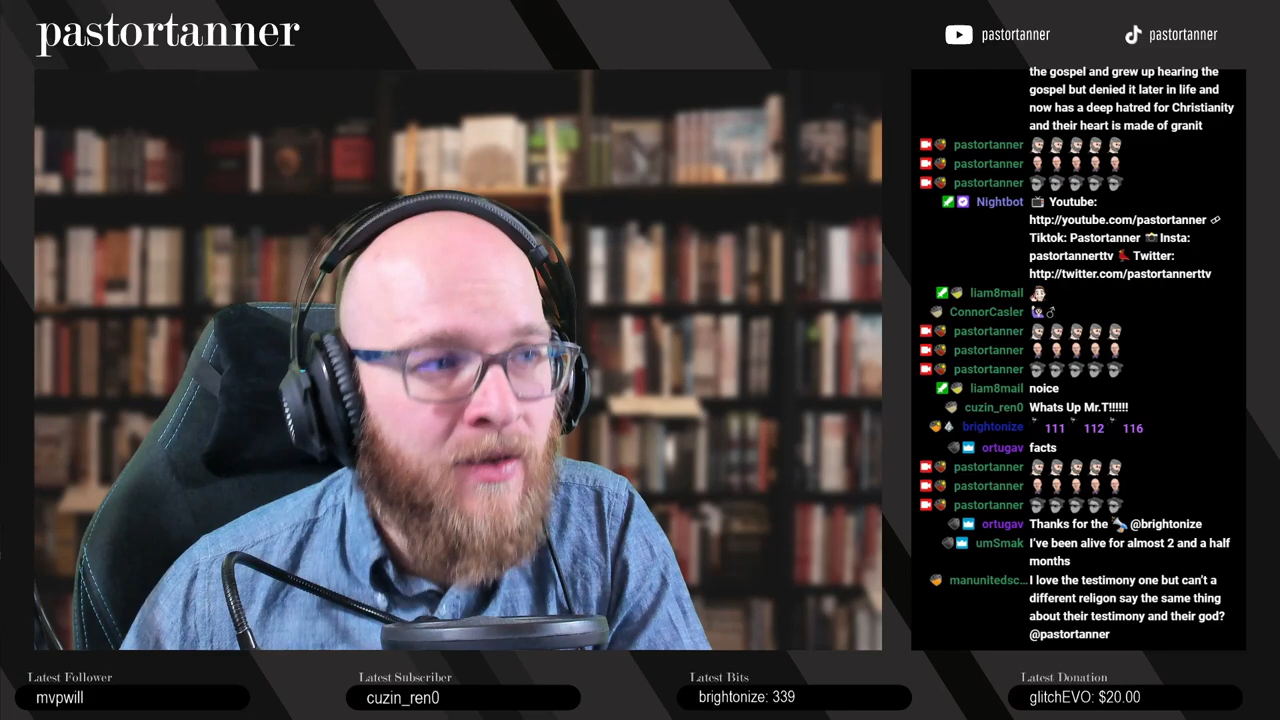 pastortanner
pastortanner
pastortanner
the gospel and grew up hearing the
gospel but denied it later in life and
now has a deep hatred for Christianity
and their heart is made of granit
pastortanner
pastortanner
pastortanner
Nightbot Youtube:
http://youtube.com/pastortanner
Tiktok: Pastortanner Insta:
pastortannerttv Twitter:
http://twitter.com/pastortannerttv
liam8mail
ConnorCasler
pastortanner
pastortanner
pastortanner
liam8mail noice
cuzin_ren0 Whats Up Mr.T!!!!!!
brightonize 111 112 116
ortugav facts
pastortanner
pastortanner
pastortanner
ortugav Thanks for the @brightonize
umSmak I've been alive for almost 2 and a half
months
manunitedsc... I love the testimony one but can't a
different religon say the same thing
about their testimony and their god?
@pastortanner
Latest Follower
mvpwill
Latest Subscriber
cuzin_ren0
Latest Bits
brightonize: 339
Latest Donation
glitchEVO: $20.00